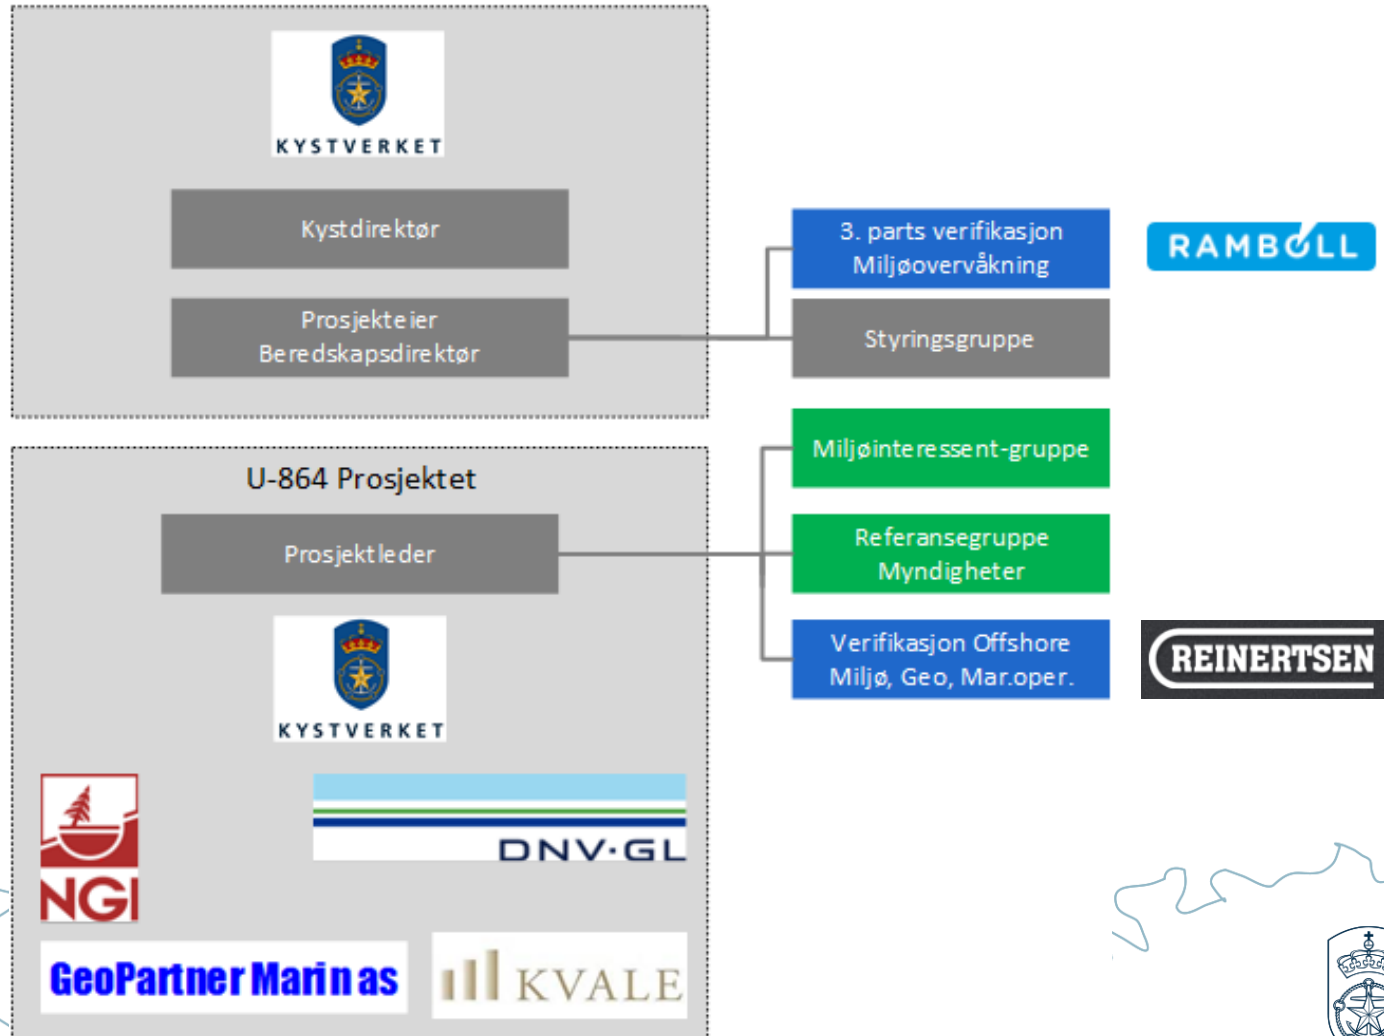 KYSTVERKET
Kystdirektør
Prosjekteier
Beredskapsdirektør
3. parts verifikasjon
Miljøovervåkning
RAMBOLL
Styringsgruppe
U-864 Prosjektet
Prosjektleder
KYSTVERKET
Miljøinteressent-gruppe
Referansegruppe
Myndigheter
Verifikasjon Offshore
Miljø, Geo, Mar.oper.
REINERTSEN
NGI
DNV·GL
GeoPartner Marin as
KVALE